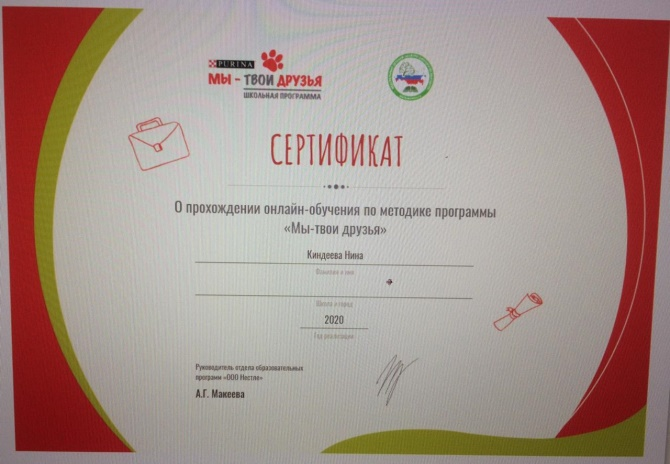 PURINA
МЫ - ТВОИ ДРУЗЬЯ
ШКОЛЬНАЯ ПРОГРАММА
СЕРТИФИКАТ
О прохождении онлайн-обучения по методике программы
«Мы-твои друзья»
Киндеева Нина
Фамилия и имя
Школа и город
2020
Год реализации
Руководитель отдела образовательных
программ «ООО Нестле»
А.Г. Макеева